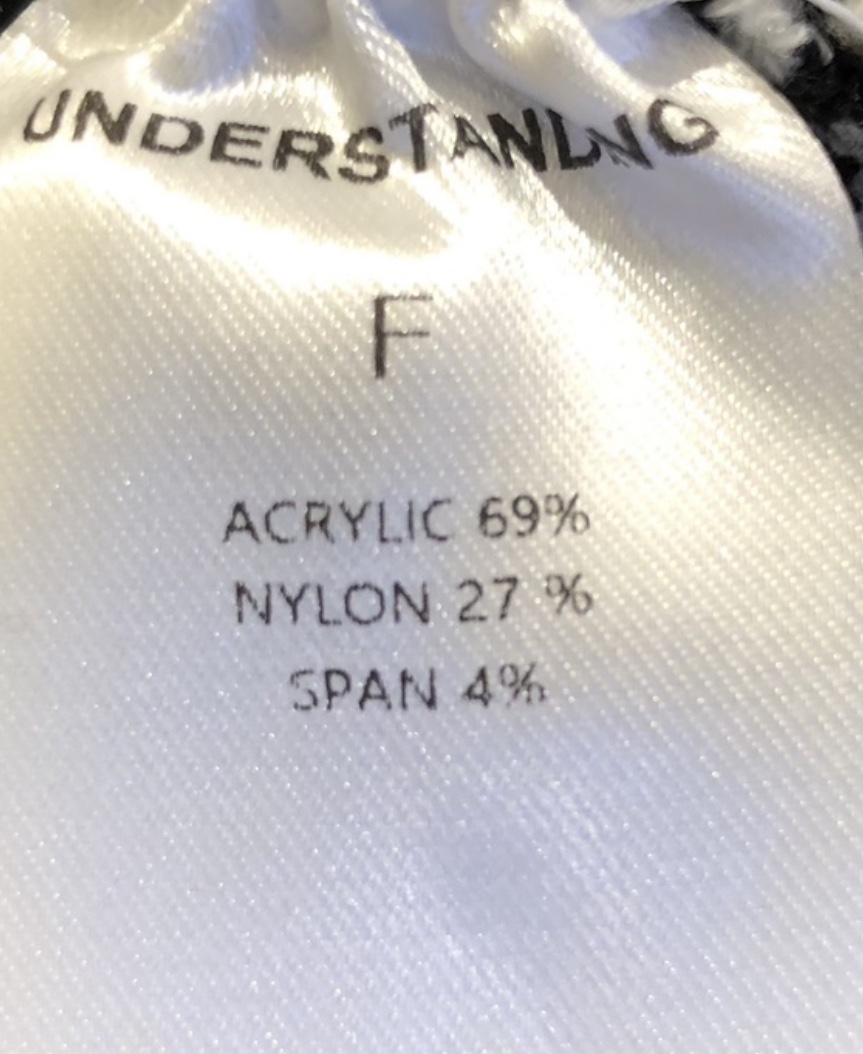 UNDERSTANDING
F
ACRYLIC 69%
NYLON 27 %
SPAN 4%